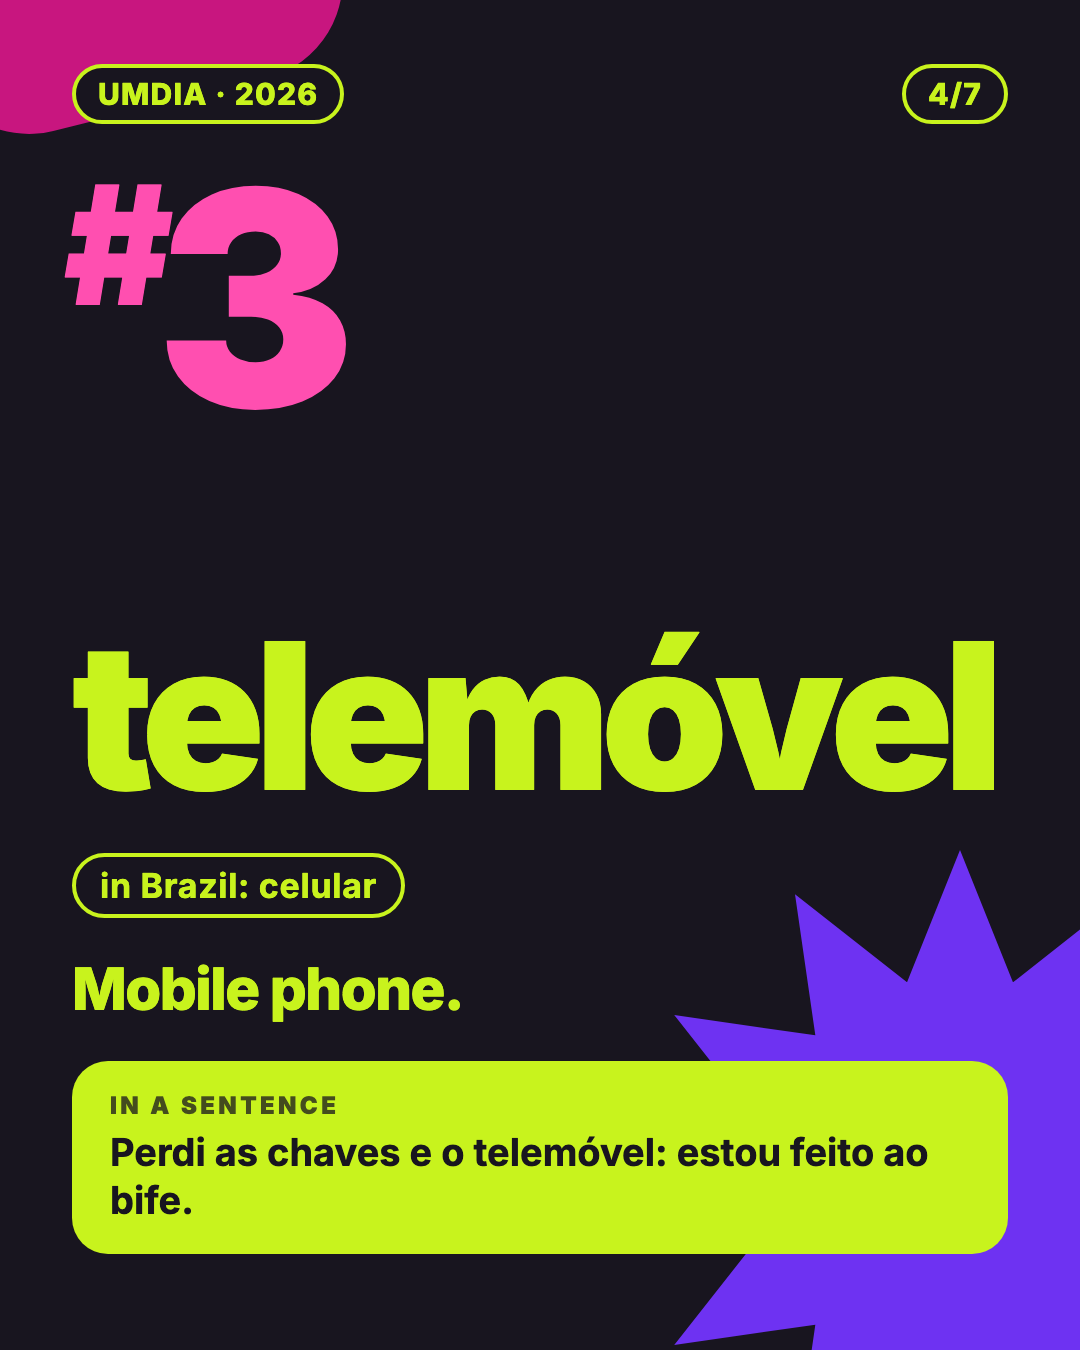 UMDIA · 2026
4/7
#3
telemóvel
in Brazil: celular
Mobile phone.
IN A SENTENCE
Perdi as chaves e o telemóvel: estou feito ao
bife.